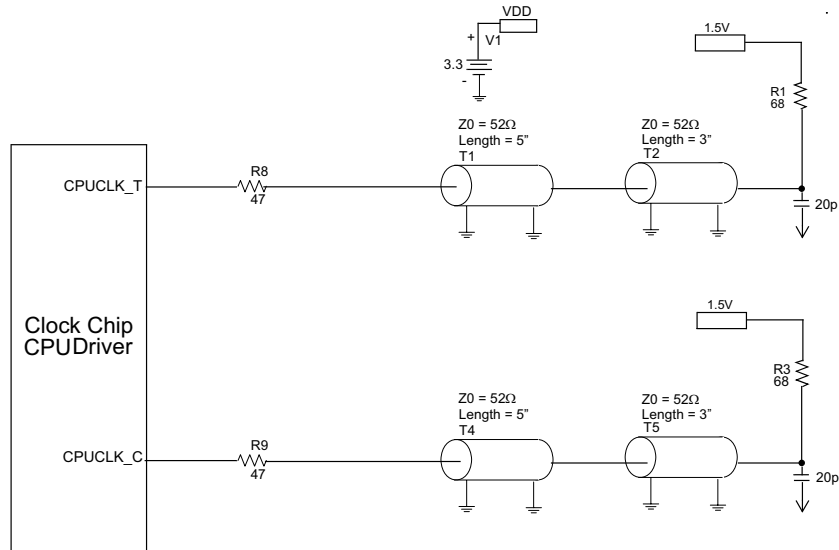 VDD
+
V1
3.3
-
1.5V
R1
68
Z0 = 52Ω
Length = 5”
T1
Z0 = 52Ω
Length = 3”
T2
CPUCLK_T
R8
47
20p
Clock Chip
CPUDriver
1.5V
R3
68
Z0 = 52Ω
Length = 5”
T4
Z0 = 52Ω
Length = 3”
T5
CPUCLK_C
R9
47
20p